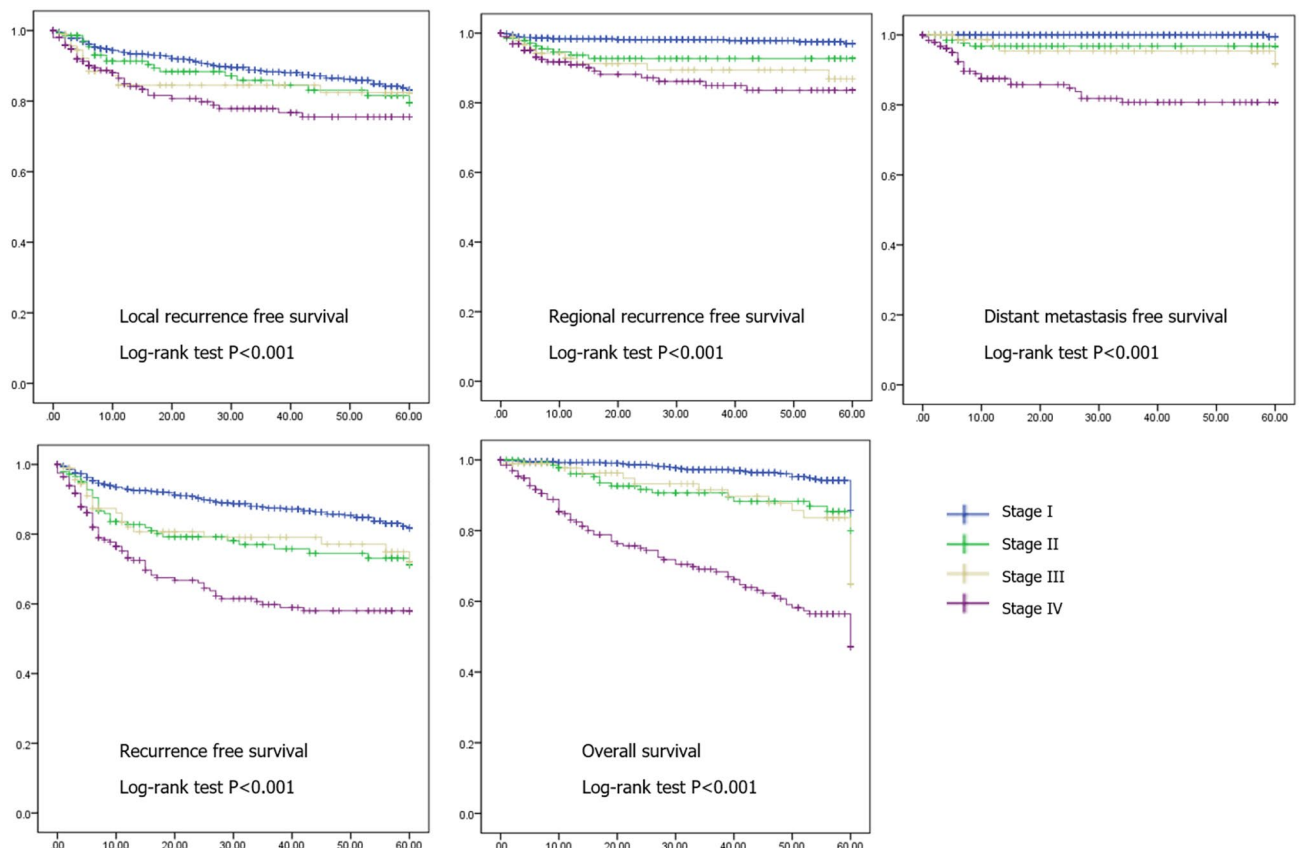 1.0
0.8
0.6
0.4
0.2
0.0
.00 10.00 20.00 30.00 40.00 50.00 60.00
Local recurrence free survival
Log-rank test P<0.001
1.0
0.8
0.6
0.4
0.2
0.0
.00 10.00 20.00 30.00 40.00 50.00 60.00
Regional recurrence free survival
Log-rank test P<0.001
1.0
0.8
0.6
0.4
0.2
0.0
.00 10.00 20.00 30.00 40.00 50.00 60.00
Distant metastasis free survival
Log-rank test P<0.001
1.0
0.8
0.6
0.4
0.2
0.0
.00 10.00 20.00 30.00 40.00 50.00 60.00
Recurrence free survival
Log-rank test P<0.001
1.0
0.8
0.6
0.4
0.2
0.0
.00 10.00 20.00 30.00 40.00 50.00 60.00
Overall survival
Log-rank test P<0.001
Stage I
Stage II
Stage III
Stage IV